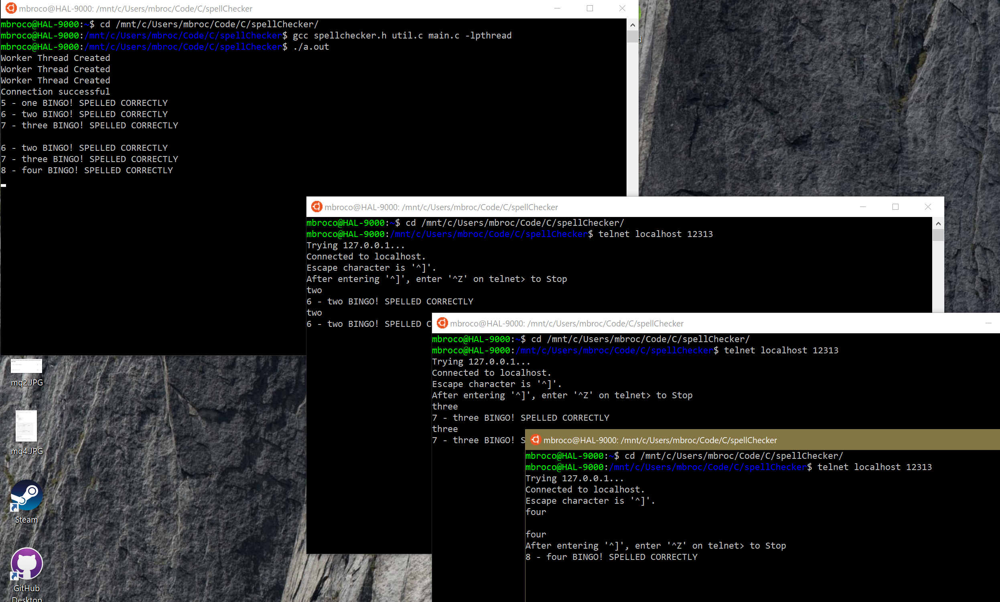 mbroco@HAL-9000: /mnt/c/Users/mbroc/Code/C/spellChecker
mbroco@HAL-9000:~$ cd /mnt/c/Users/mbroc/Code/C/spellChecker/
mbroco@HAL-9000:/mnt/c/Users/mbroc/Code/C/spellChecker$ gcc spellchecker.h util.c main.c -lpthread
mbroco@HAL-9000:/mnt/c/Users/mbroc/Code/C/spellChecker$ ./a.out
Worker Thread Created
Worker Thread Created
Worker Thread Created
Connection successful
5 - one BINGO! SPELLED CORRECTLY
6 - two BINGO! SPELLED CORRECTLY
7 - three BINGO! SPELLED CORRECTLY
6 - two BINGO! SPELLED CORRECTLY
7 - three BINGO! SPELLED CORRECTLY
8 - four BINGO! SPELLED CORRECTLY
mbroco@HAL-9000: /mnt/c/Users/mbroc/Code/C/spellChecker
mbroco@HAL-9000:~$ cd /mnt/c/Users/mbroc/Code/C/spellChecker/
mbroco@HAL-9000:/mnt/c/Users/mbroc/Code/C/spellChecker$ telnet localhost 12313
Trying 127.0.0.1...
Connected to localhost.
Escape character is '^]'.
After entering '^]', enter '^Z' on telnet> to Stop
two
6 - two BINGO! SPELLED CORRECTLY
two
6 - two BINGO! SPELLED C
mbroco@HAL-9000: /mnt/c/Users/mbroc/Code/C/spellChecker
mbroco@HAL-9000:~$ cd /mnt/c/Users/mbroc/Code/C/spellChecker/
mbroco@HAL-9000:/mnt/c/Users/mbroc/Code/C/spellChecker$ telnet localhost 12313
Trying 127.0.0.1...
Connected to localhost.
Escape character is '^]'.
After entering '^]', enter '^Z' on telnet> to Stop
three
7 - three BINGO! SPELLED CORRECTLY
three
7 - three BINGO! S
mbroco@HAL-9000: /mnt/c/Users/mbroc/Code/C/spellChecker
mbroco@HAL-9000:~$ cd /mnt/c/Users/mbroc/Code/C/spellChecker/
mbroco@HAL-9000:/mnt/c/Users/mbroc/Code/C/spellChecker$ telnet localhost 12313
Trying 127.0.0.1...
Connected to localhost.
Escape character is '^]'.
four
four
After entering '^]', enter '^Z' on telnet> to Stop
8 - four BINGO! SPELLED CORRECTLY
mq2.JPG
mq4.JPG
Steam
GitHub
Desktop